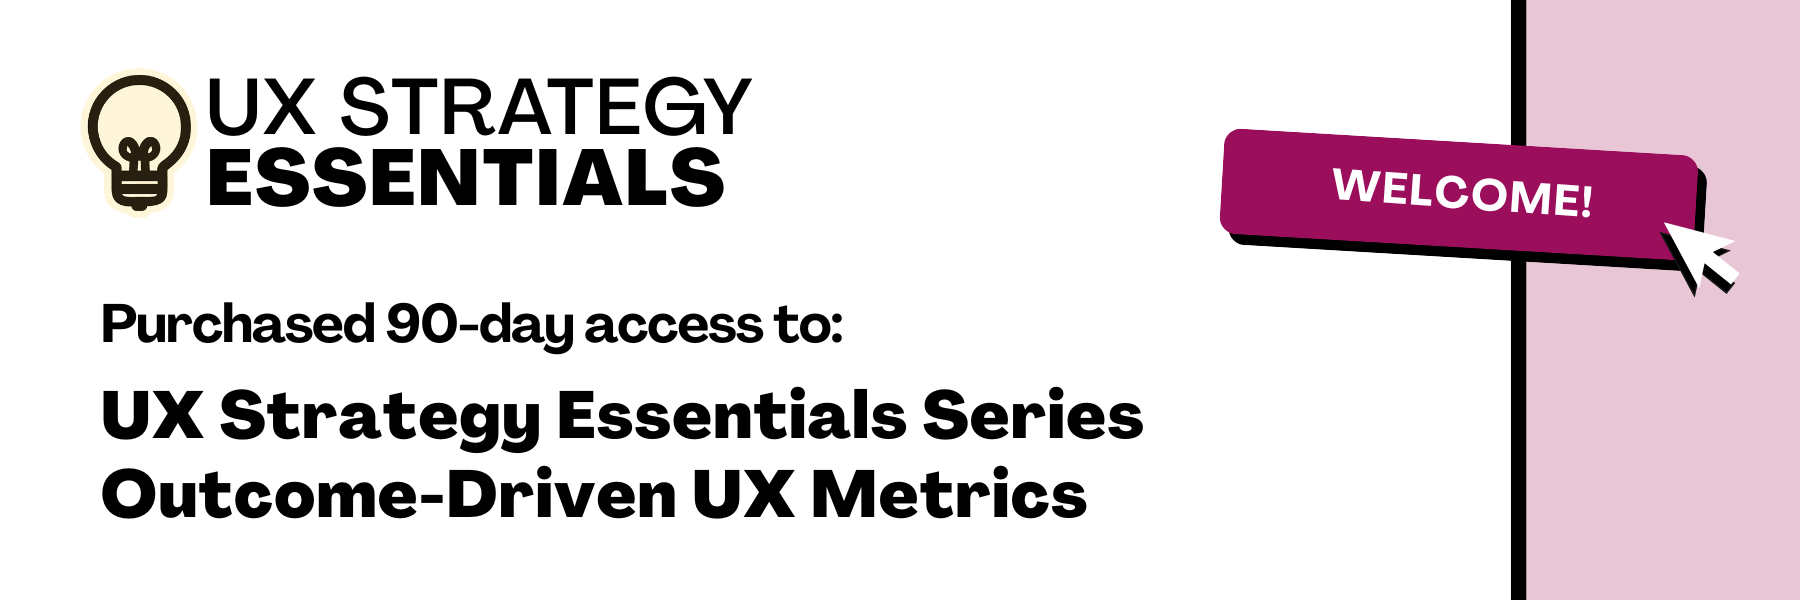 UX STRATEGY
ESSENTIALS
WELCOME!
Purchased 90-day access to:
UX Strategy Essentials Series
Outcome-Driven UX Metrics